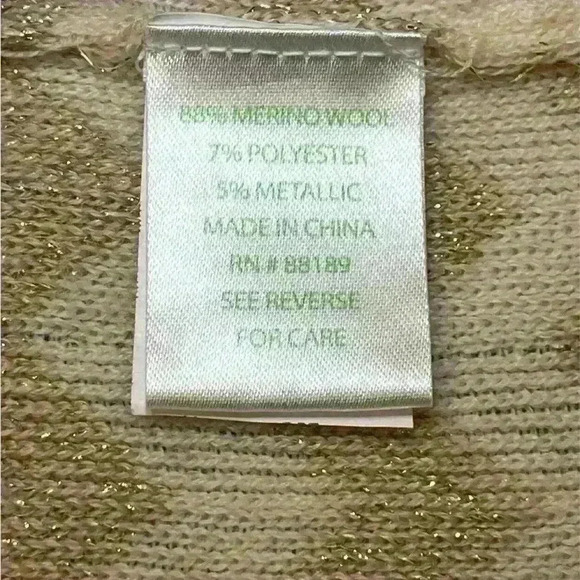 88% MERINO WOOL
7% POLYESTER
5% METALLIC
MADE IN CHINA
RN # 88189
SEE REVERSE
FOR CARE